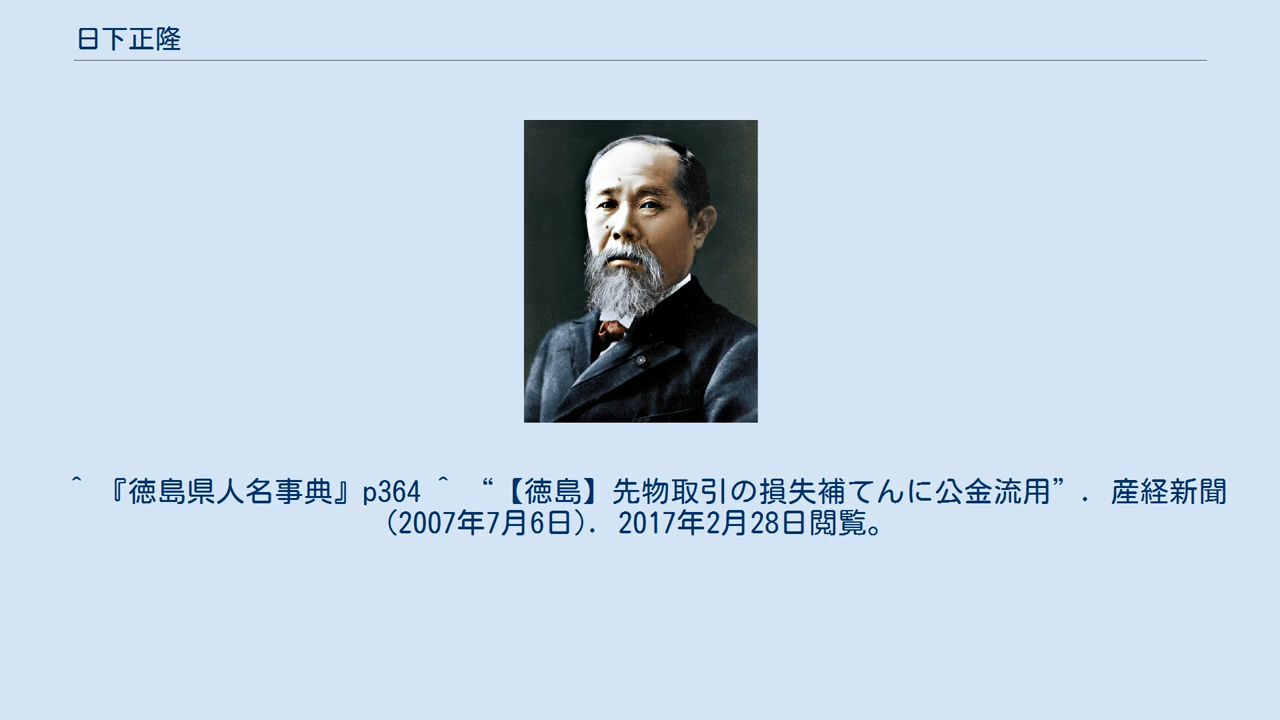 日下正隆
^ 『徳島県人名事典』p364 ^ “【徳島】先物取引の損失補てんに公金流用”. 産経新聞
(2007年7月6日). 2017年2月28日閲覧。